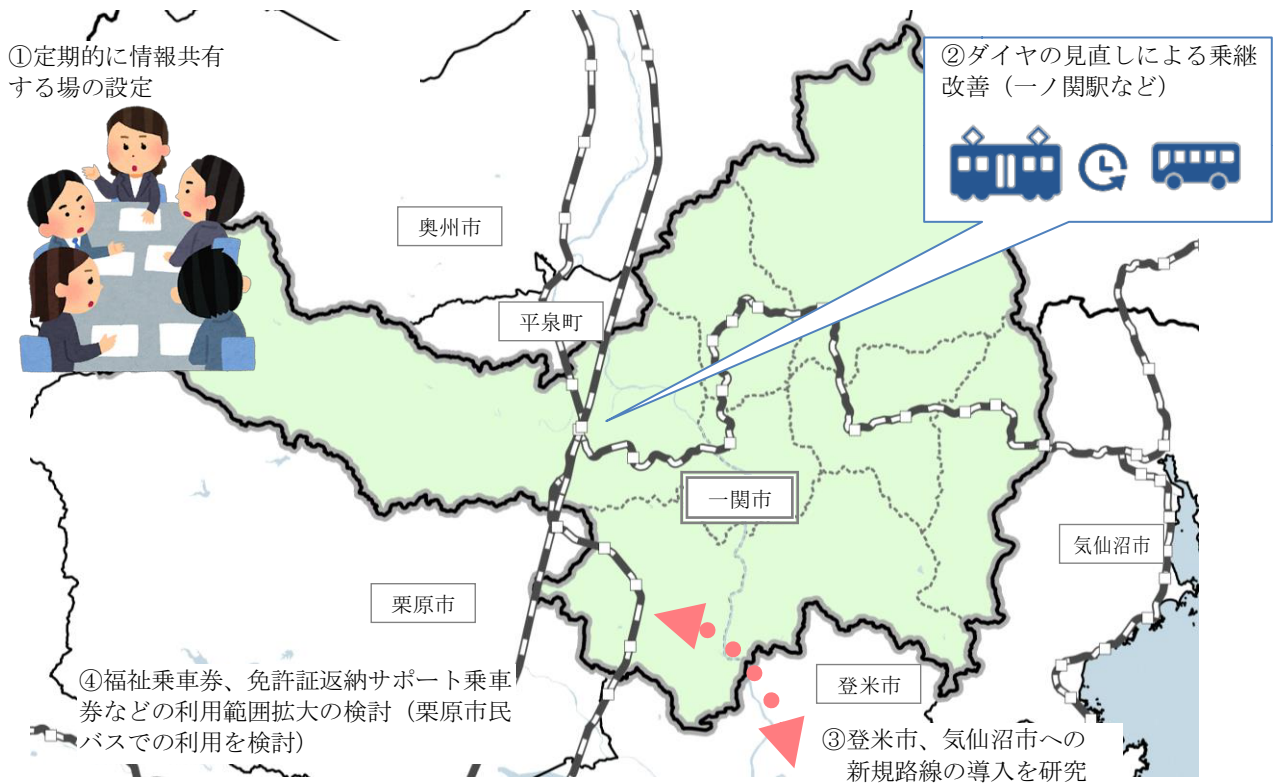 ①定期的に情報共有
する場の設定
②ダイヤの見直しによる乗継
改善（一ノ関駅など）
奥州市
平泉町
一関市
気仙沼市
栗原市
登米市
④福祉乗車券、免許証返納サポート乗車
券などの利用範囲拡大の検討（栗原市民
バスでの利用を検討）
③登米市、気仙沼市への
新規路線の導入を研究